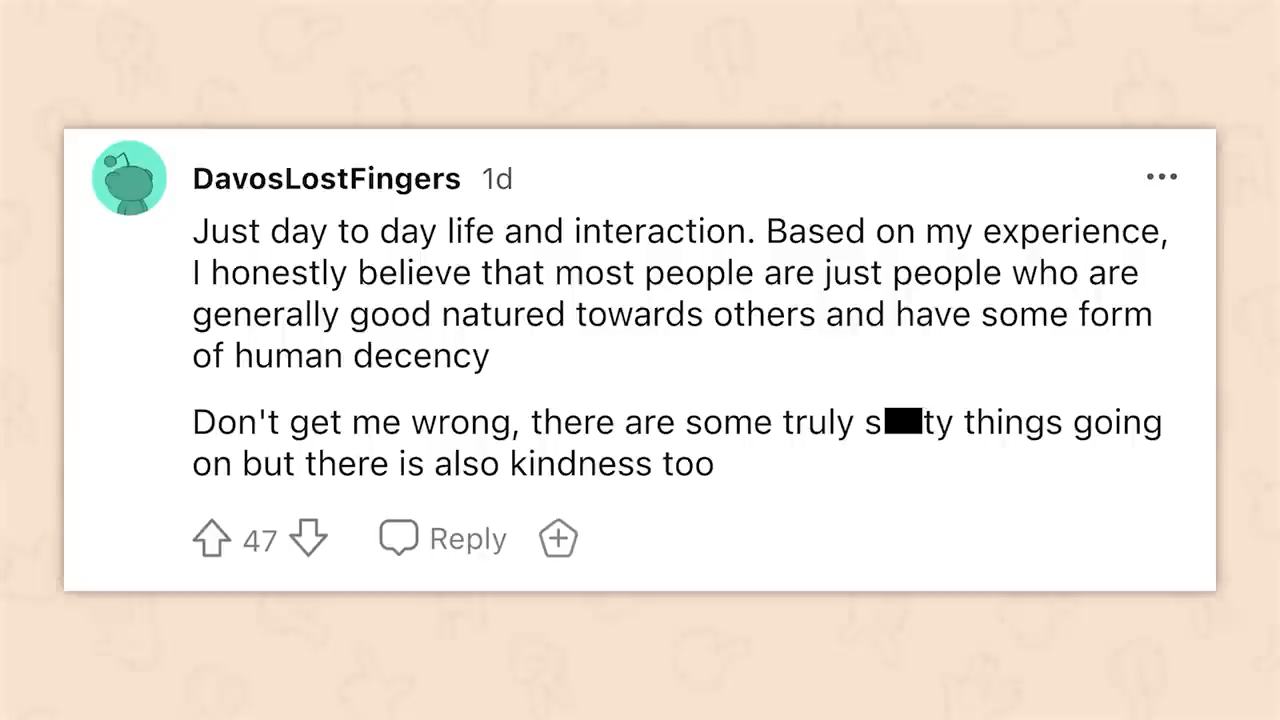 DavosLostFingers 1d
Just day to day life and interaction. Based on my experience,
I honestly believe that most people are just people who are
generally good natured towards others and have some form
of human decency
Don't get me wrong, there are some truly s██ty things going
on but there is also kindness too
47 Reply